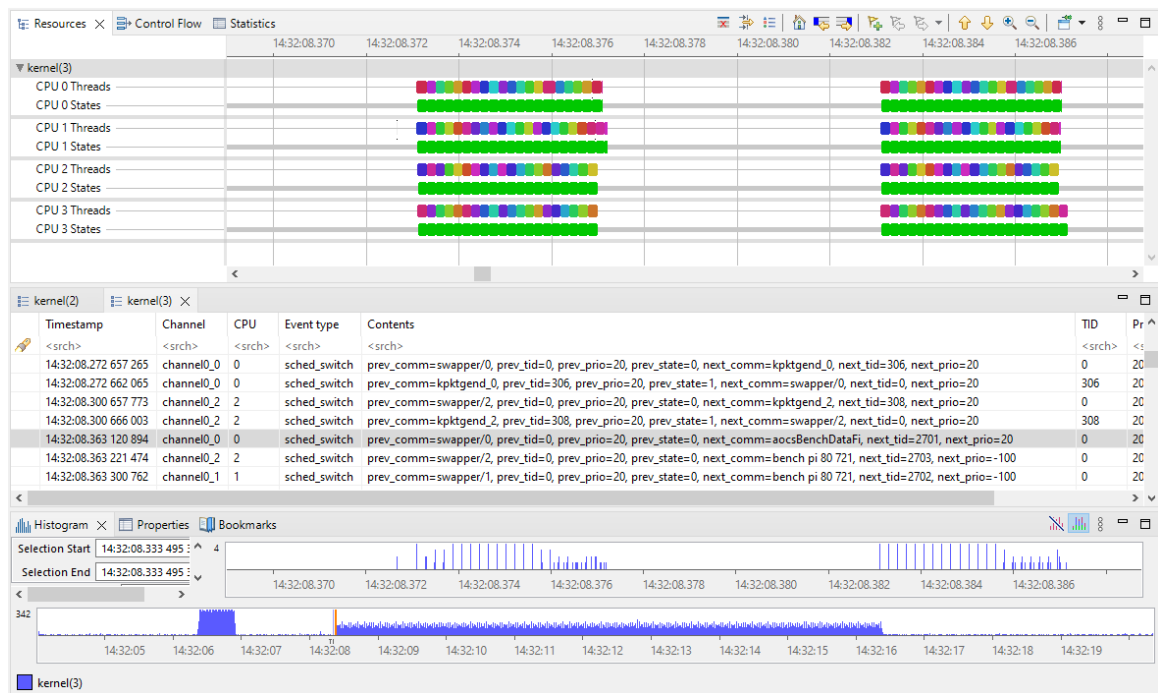 Resources Control Flow Statistics
14:32:08.370 14:32:08.372 14:32:08.374 14:32:08.376 14:32:08.378 14:32:08.380 14:32:08.382 14:32:08.384 14:32:08.386
kernel(3)
CPU 0 Threads
CPU 0 States
CPU 1 Threads
CPU 1 States
CPU 2 Threads
CPU 2 States
CPU 3 Threads
CPU 3 States
kernel(2) kernel(3)
Timestamp Channel CPU Event type Contents TID Pr
<srch> <srch> <srch> <srch> <srch> <srch> <s
14:32:08.272 657 265 channel0_0 0 sched_switch prev_comm=swapper/0, prev_tid=0, prev_prio=20, prev_state=0, next_comm=kpktgend_0, next_tid=306, next_prio=20 0 20
14:32:08.272 662 065 channel0_0 0 sched_switch prev_comm=kpktgend_0, prev_tid=306, prev_prio=20, prev_state=1, next_comm=swapper/0, next_tid=0, next_prio=20 306 20
14:32:08.300 657 773 channel0_2 2 sched_switch prev_comm=swapper/2, prev_tid=0, prev_prio=20, prev_state=0, next_comm=kpktgend_2, next_tid=308, next_prio=20 0 20
14:32:08.300 666 003 channel0_2 2 sched_switch prev_comm=kpktgend_2, prev_tid=308, prev_prio=20, prev_state=1, next_comm=swapper/2, next_tid=0, next_prio=20 308 20
14:32:08.363 120 894 channel0_0 0 sched_switch prev_comm=swapper/0, prev_tid=0, prev_prio=20, prev_state=0, next_comm=aocsBenchDataFi, next_tid=2701, next_prio=20 0 20
14:32:08.363 221 474 channel0_2 2 sched_switch prev_comm=swapper/2, prev_tid=0, prev_prio=20, prev_state=0, next_comm=bench pi 80 721, next_tid=2703, next_prio=-100 0 20
14:32:08.363 300 762 channel0_1 1 sched_switch prev_comm=swapper/1, prev_tid=0, prev_prio=20, prev_state=0, next_comm=bench pi 80 721, next_tid=2702, next_prio=-100 0 20
Histogram Properties Bookmarks
Selection Start 14:32:08.333 495 4
Selection End 14:32:08.333 495
14:32:08.370 14:32:08.372 14:32:08.374 14:32:08.376 14:32:08.378 14:32:08.380 14:32:08.382 14:32:08.384 14:32:08.386
342
14:32:05 14:32:06 14:32:07 14:32:08 14:32:09 14:32:10 14:32:11 14:32:12 14:32:13 14:32:14 14:32:15 14:32:16 14:32:17 14:32:18 14:32:19
kernel(3)